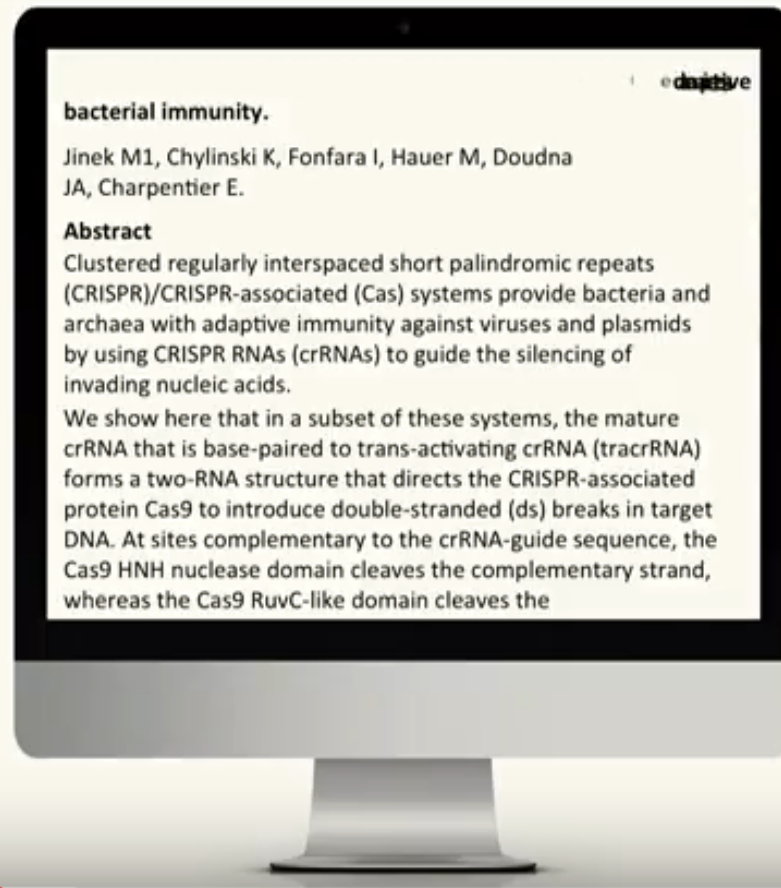 bacterial immunity.
Jinek M1, Chylinski K, Fonfara I, Hauer M, Doudna
JA, Charpentier E.
Abstract
Clustered regularly interspaced short palindromic repeats
(CRISPR)/CRISPR-associated (Cas) systems provide bacteria and
archaea with adaptive immunity against viruses and plasmids
by using CRISPR RNAs (crRNAs) to guide the silencing of
invading nucleic acids.
We show here that in a subset of these systems, the mature
crRNA that is base-paired to trans-activating crRNA (tracrRNA)
forms a two-RNA structure that directs the CRISPR-associated
protein Cas9 to introduce double-stranded (ds) breaks in target
DNA. At sites complementary to the crRNA-guide sequence, the
Cas9 HNH nuclease domain cleaves the complementary strand,
whereas the Cas9 RuvC-like domain cleaves the